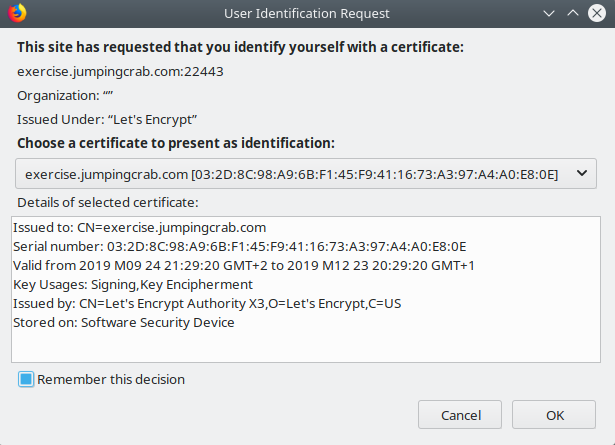 User Identification Request
This site has requested that you identify yourself with a certificate:
exercise.jumpingcrab.com:22443
Organization: “”
Issued Under: “Let's Encrypt”
Choose a certificate to present as identification:
exercise.jumpingcrab.com [03:2D:8C:98:A9:6B:F1:45:F9:41:16:73:A3:97:A4:A0:E8:0E]
Details of selected certificate:
Issued to: CN=exercise.jumpingcrab.com
Serial number: 03:2D:8C:98:A9:6B:F1:45:F9:41:16:73:A3:97:A4:A0:E8:0E
Valid from 2019 M09 24 21:29:20 GMT+2 to 2019 M12 23 20:29:20 GMT+1
Key Usages: Signing,Key Encipherment
Issued by: CN=Let's Encrypt Authority X3,O=Let's Encrypt,C=US
Stored on: Software Security Device
Remember this decision
Cancel
OK